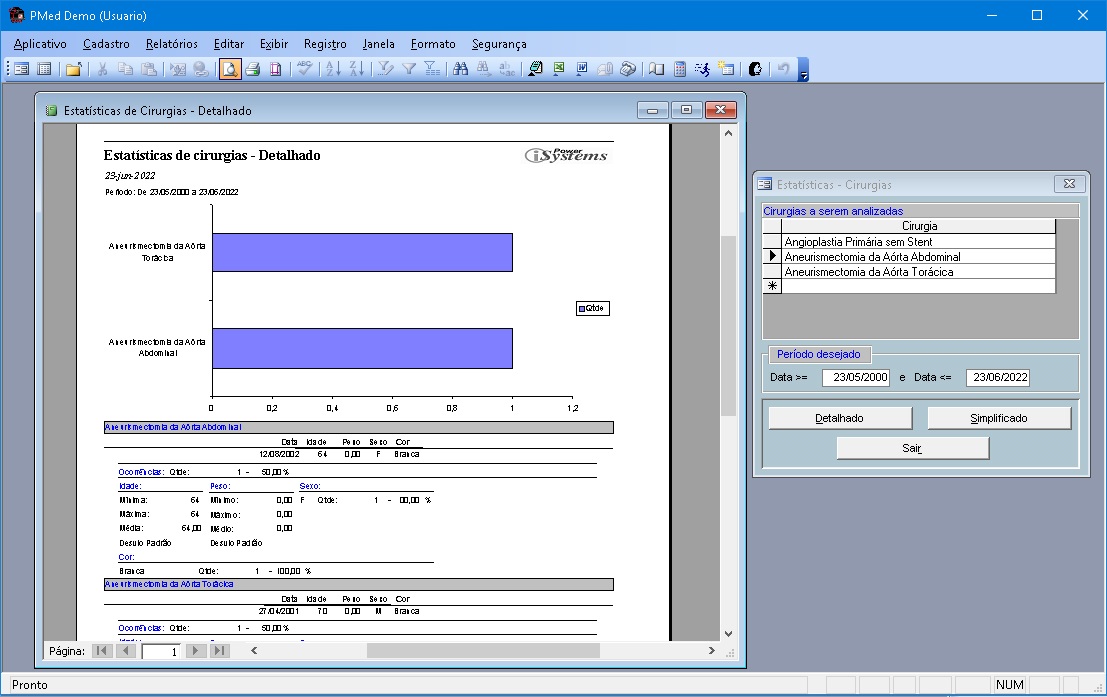 PMed Demo (Usuario)
Aplicativo Cadastro Relatórios Editar Exibir Registro Janela Formato Segurança
Estatísticas de Cirurgias - Detalhado
Estatísticas de cirurgias - Detalhado
Power
iSystems
23-jun-2022
Período: De 23/05/2000 a 23/06/2022
Aneurismectomia da Aórta
Torácica
Qtde
Aneurismectomia da Aórta
Abdominal
0 0,2 0,4 0,6 0,8 1 1,2
Aneurismectomia da Aórta Abdominal
Data Idade Peso Sexo Cor
12/08/2002 64 0,00 F Branca
Ocorrências: Qtde: 1 - 50,00 %
Idade: Peso: Sexo:
Mínima: 64 Mínimo: 0,00 F Qtde: 1 - 00,00 %
Máxima: 64 Máximo: 0,00
Média: 64,00 Médio: 0,00
Desvio Padrão Desvio Padrão
Cor:
Branca Qtde: 1 - 100,00 %
Aneurismectomia da Aórta Torácica
Data Idade Peso Sexo Cor
27/04/2001 70 0,00 M Branca
Ocorrências: Qtde: 1 - 50,00 %
Página: 1
Estatísticas - Cirurgias
Cirurgias a serem analizadas
Cirurgia
Angioplastia Primária sem Stent
Aneurismectomia da Aórta Abdominal
Aneurismectomia da Aórta Torácica
Período desejado
Data >= 23/05/2000 e Data <= 23/06/2022
Detalhado Simplificado
Sair
Pronto NUM